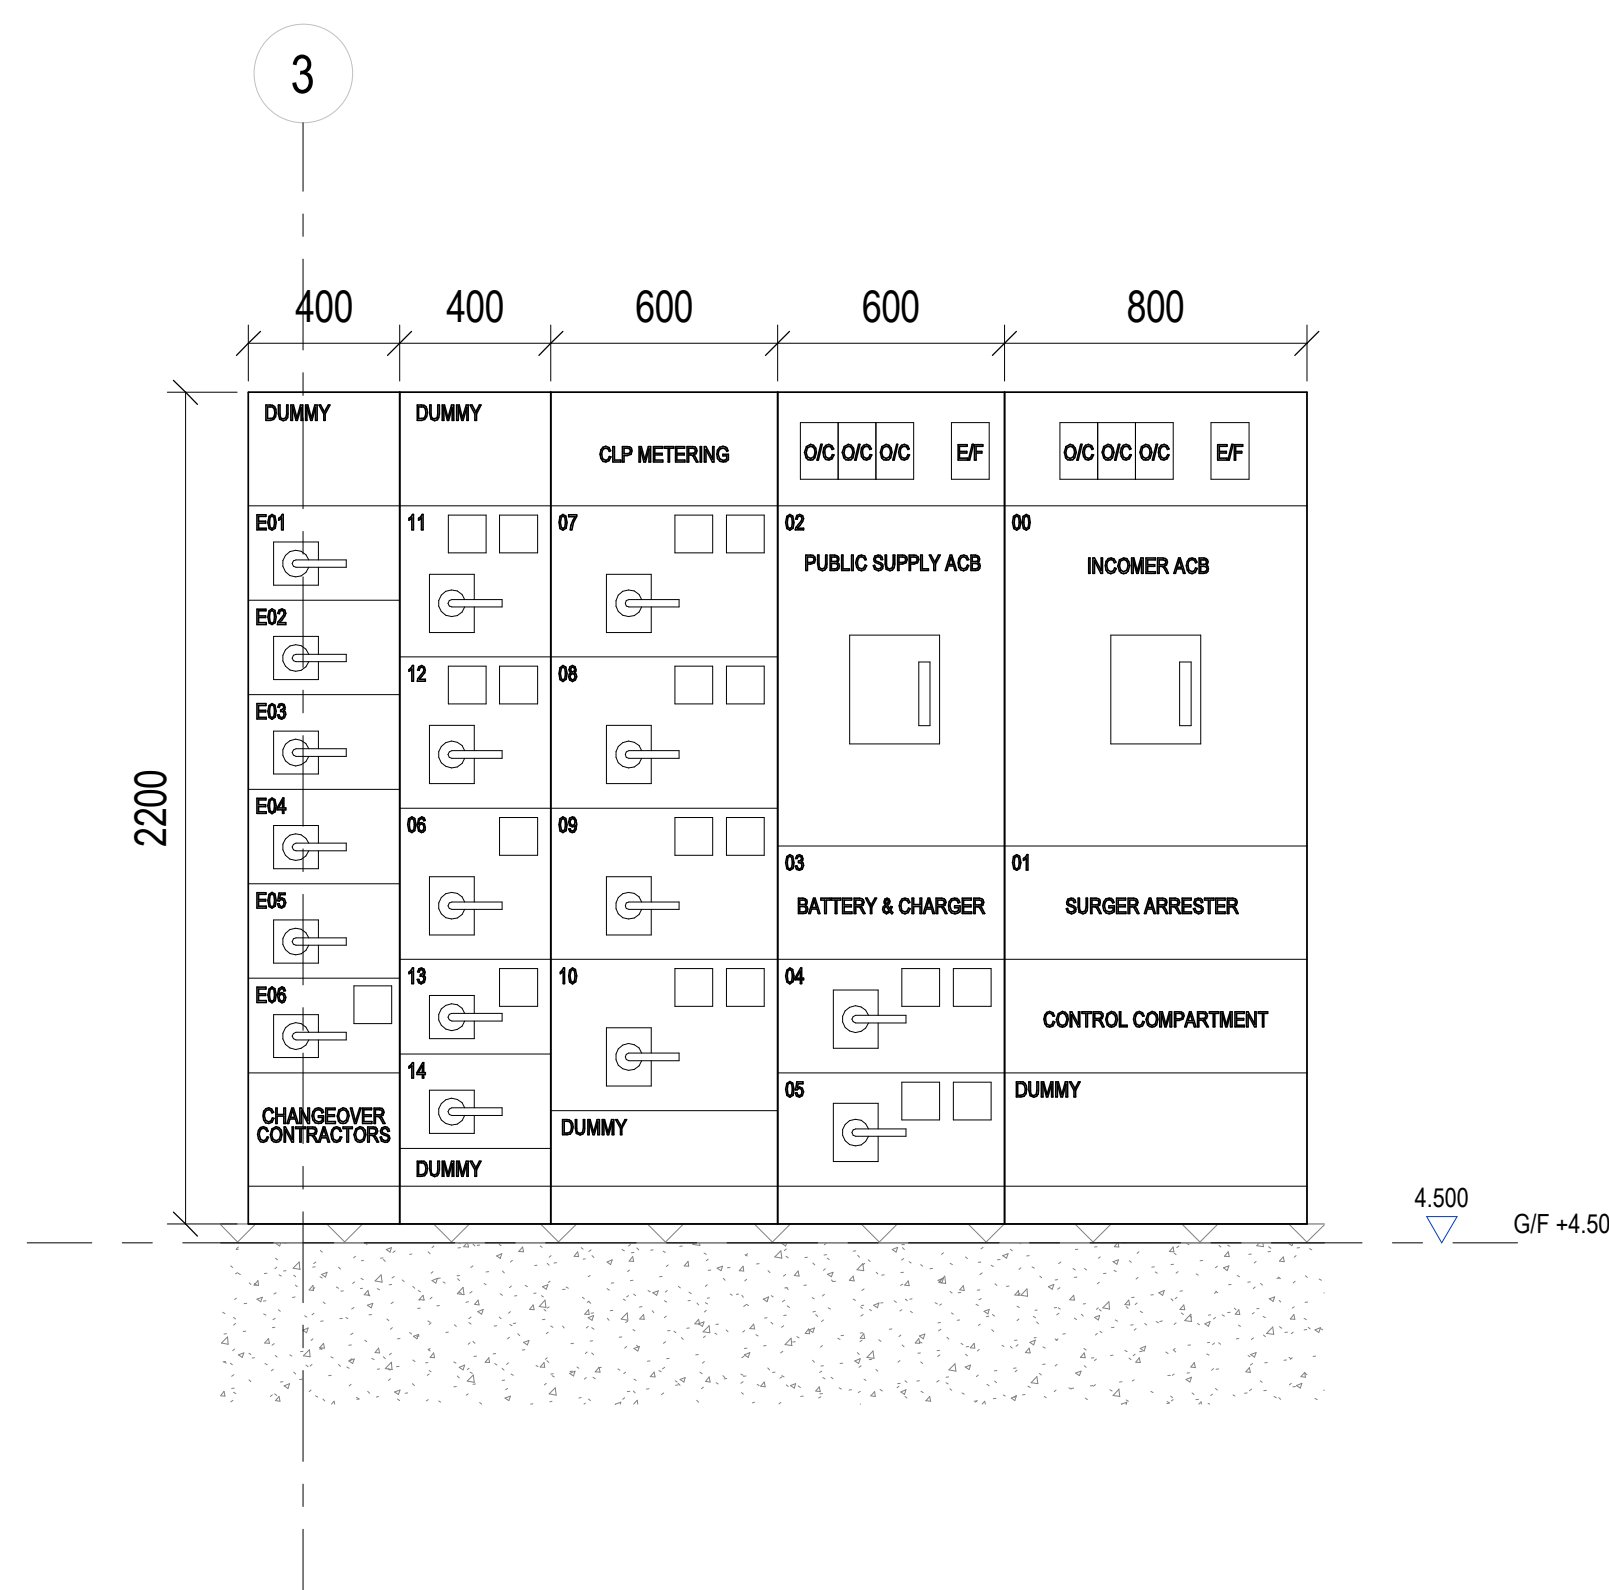 3
400
400
600
600
800
2200
DUMMY
DUMMY
CLP METERING
O/C O/C O/C E/F
O/C O/C O/C E/F
E01
E02
E03
E04
E05
E06
CHANGEOVER
CONTRACTORS
11
12
06
13
14
DUMMY
07
08
09
10
DUMMY
02
PUBLIC SUPPLY ACB
03
BATTERY & CHARGER
04
05
00
INCOMER ACB
01
SURGER ARRESTER
CONTROL COMPARTMENT
DUMMY
4.500
G/F +4.50